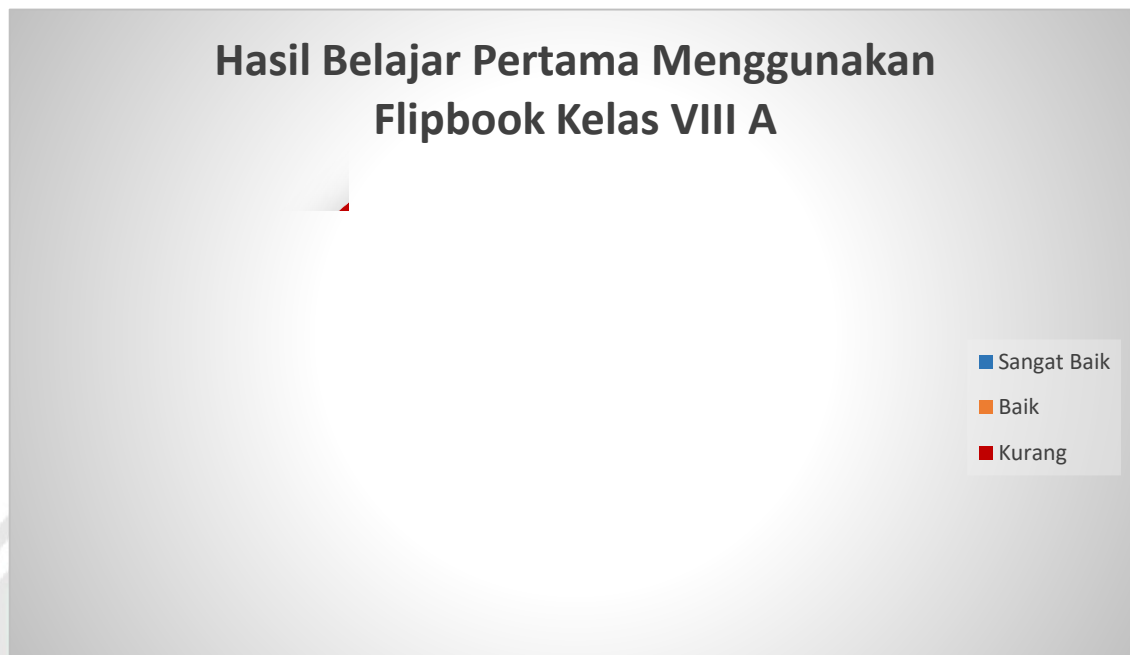 Hasil Belajar Pertama Menggunakan
Flipbook Kelas VIII A
Sangat Baik
Baik
Kurang